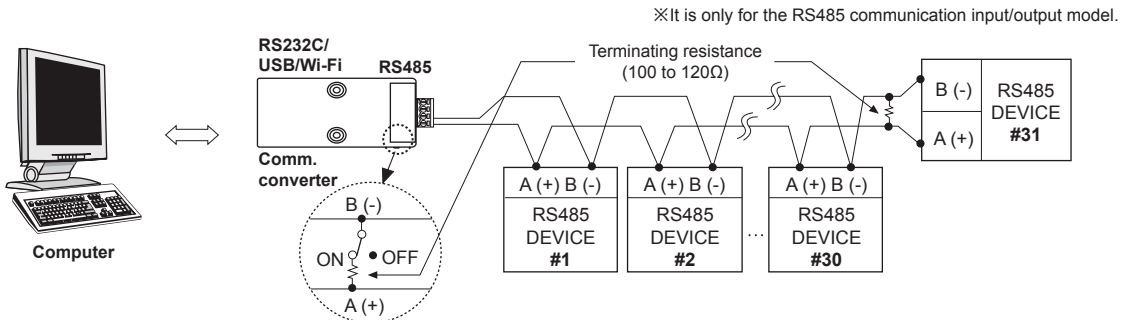 ※It is only for the RS485 communication input/output model.
RS232C/
USB/Wi-Fi
RS485
Terminating resistance
(100 to 120Ω)
B (-)
A (+)
RS485
DEVICE
#31
Comm.
converter
Computer
B (-)
ON
OFF
A (+)
A (+) B (-)
RS485
DEVICE
#1
A (+) B (-)
RS485
DEVICE
#2
...
A (+) B (-)
RS485
DEVICE
#30